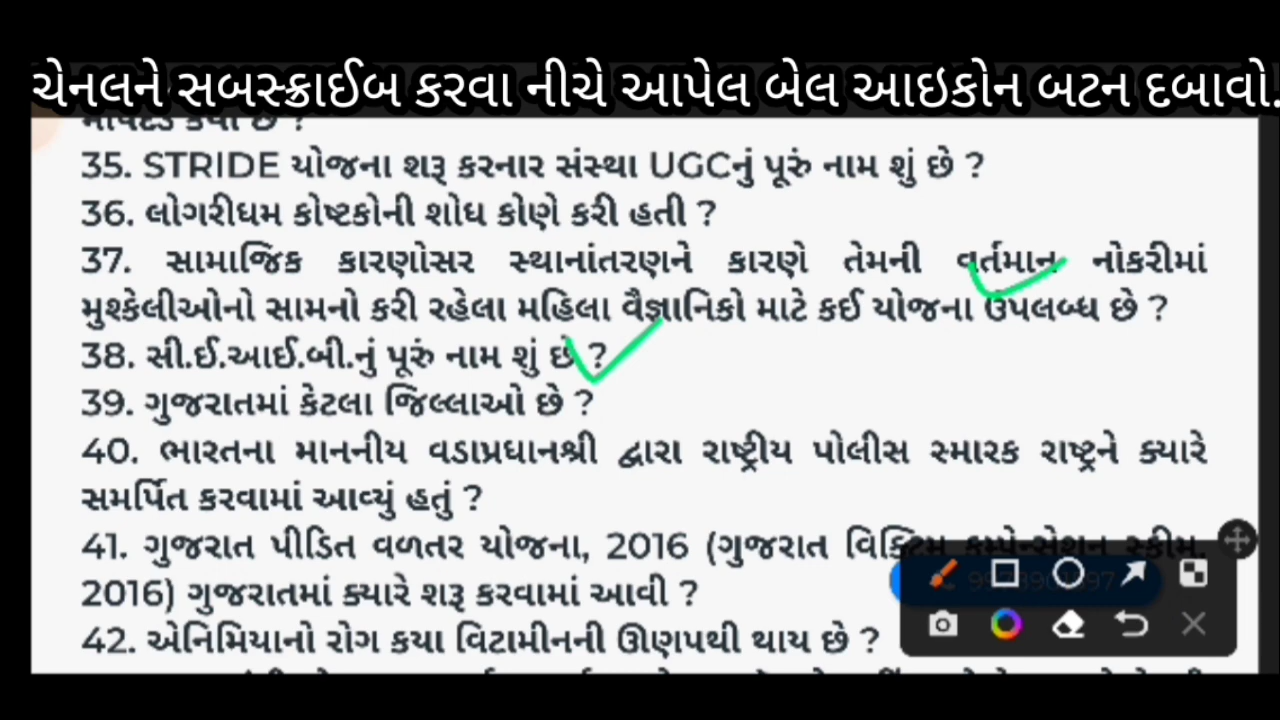 ચેનલને સબસ્ક્રાઈબ કરવા નીચે આપેલ બેલ આઇકોન બટન દબાવો.
છે ?
35. STRIDE યોજના શરૂ કરનાર સંસ્થા UGCનું પૂરું નામ શું છે ?
36. લોગરીધમ કોષ્ટકોની શોધ કોણે કરી હતી ?
37. સામાજિક કારણોસર સ્થાનાંતરણને કારણે તેમની વર્તમાન નોકરીમાં
મુશ્કેલીઓનો સામનો કરી રહેલા મહિલા વૈજ્ઞાનિકો માટે કઈ યોજના ઉપલબ્ધ છે ?
38. સી.ઈ.આઈ.બી.નું પૂરું નામ શું છે ?
39. ગુજરાતમાં કેટલા જિલ્લાઓ છે ?
40. ભારતના માનનીય વડાપ્રધાનશ્રી દ્વારા રાષ્ટ્રીય પોલીસ સ્મારક રાષ્ટ્રને ક્યારે
સમર્પિત કરવામાં આવ્યું હતું ?
41. ગુજરાત પીડિત વળતર યોજના, 2016 (ગુજરાત વિક્ટિમ કમ્પેન્સેશન સ્કીમ,
2016) ગુજરાતમાં ક્યારે શરૂ કરવામાં આવી ?
42. એનિમિયાનો રોગ કયા વિટામીનની ઊણપથી થાય છે ?